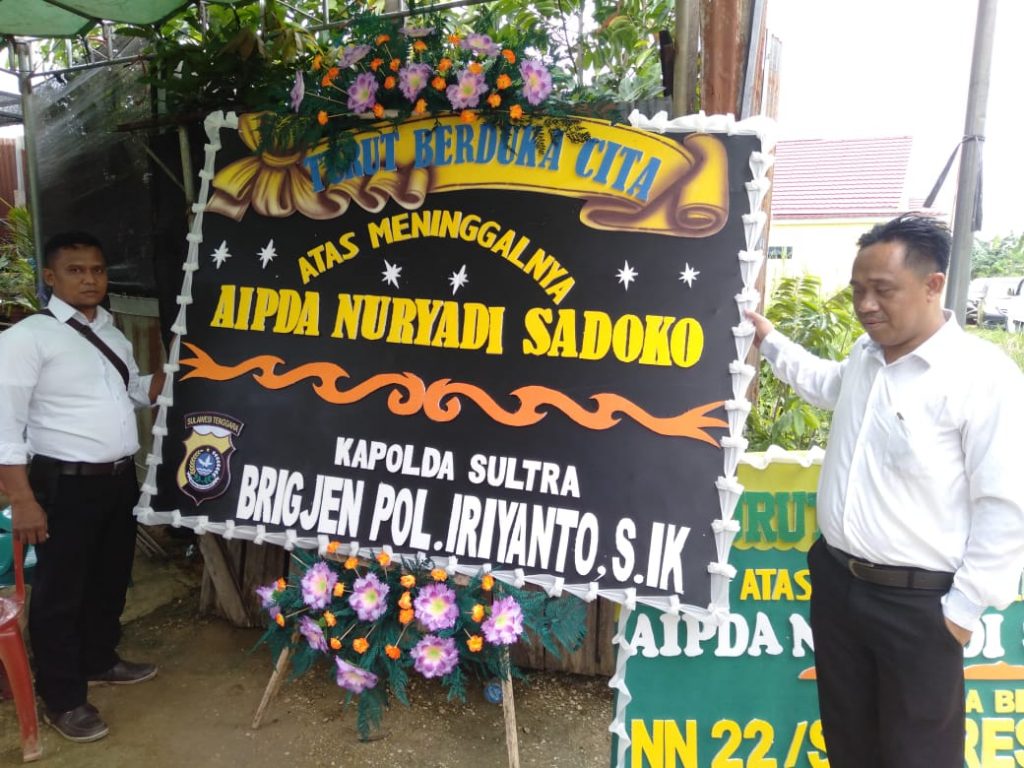 TURUT BERDUKA CITA
ATAS MENINGGALNYA
AIPDA NURYADI SADOKO
SULAWESI TENGGARA
KAPOLDA SULTRA
BRIGJEN POL. IRIYANTO. S. IK
ATAS
AIPDA N
NN 22 /S
RES